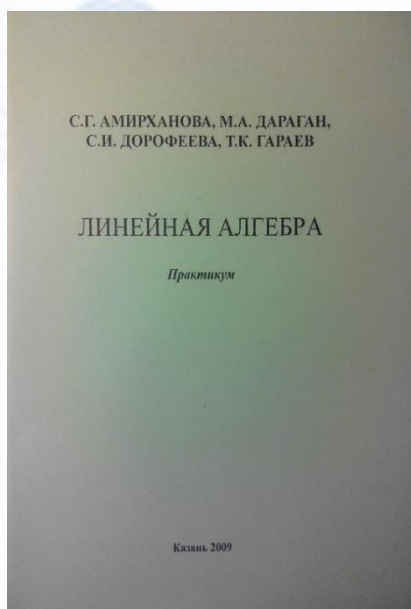 С.Г. АМИРХАНОВА, М.А. ДАРАГАН,
С.И. ДОРОФЕЕВА, Т.К. ГАРАЕВ
ЛИНЕЙНАЯ АЛГЕБРА
Практикум
Казань 2009